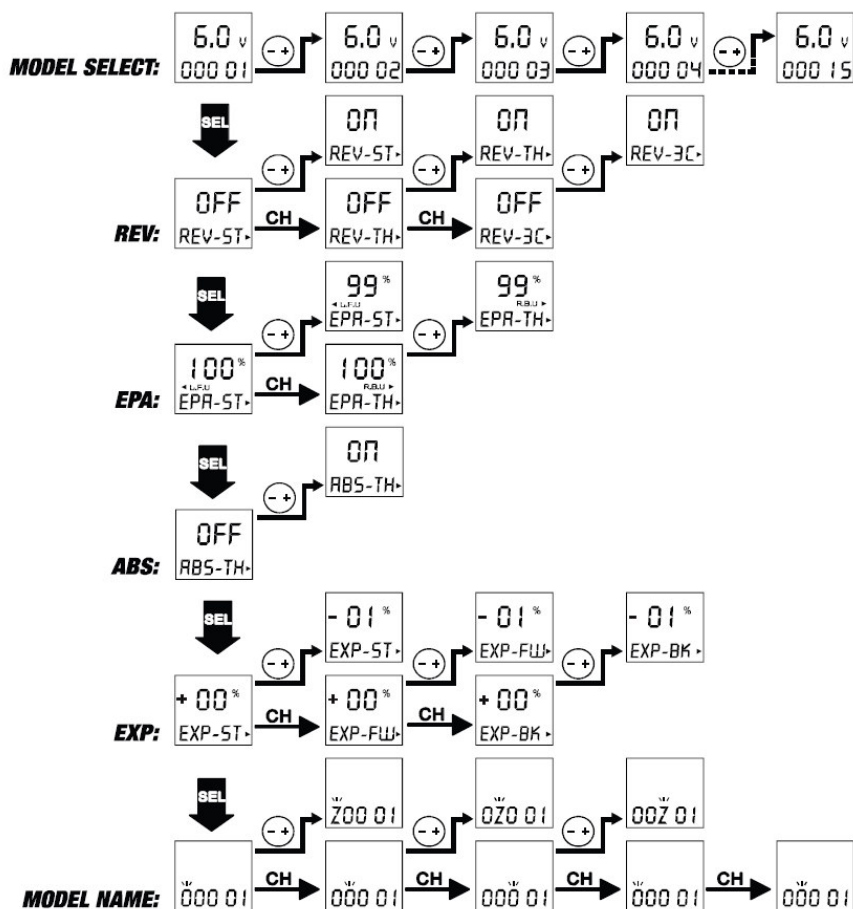 MODEL SELECT: 6.0 v 000 01 - + 6.0 v 000 02 - + 6.0 v 000 03 - + 6.0 v 000 04 - + 6.0 v 000 15
SEL
- + ON REV-ST - + ON REV-TH - + ON REV-3C
REV: OFF REV-ST CH OFF REV-TH CH OFF REV-3C
SEL
- + 99% L.F.U EPA-ST - + 99% R.B.U EPA-TH
EPA: 100% L.F.U EPA-ST CH 100% R.B.U EPA-TH
SEL
- + ON ABS-TH
ABS: OFF ABS-TH
SEL
- + - 01% EXP-ST - + - 01% EXP-FW - + - 01% EXP-BK
EXP: + 00% EXP-ST CH + 00% EXP-FW CH + 00% EXP-BK
SEL
- + Z00 01 - + 0Z0 01 - + 00Z 01
MODEL NAME: 000 01 CH 000 01 CH 000 01 CH 000 01 CH 000 01